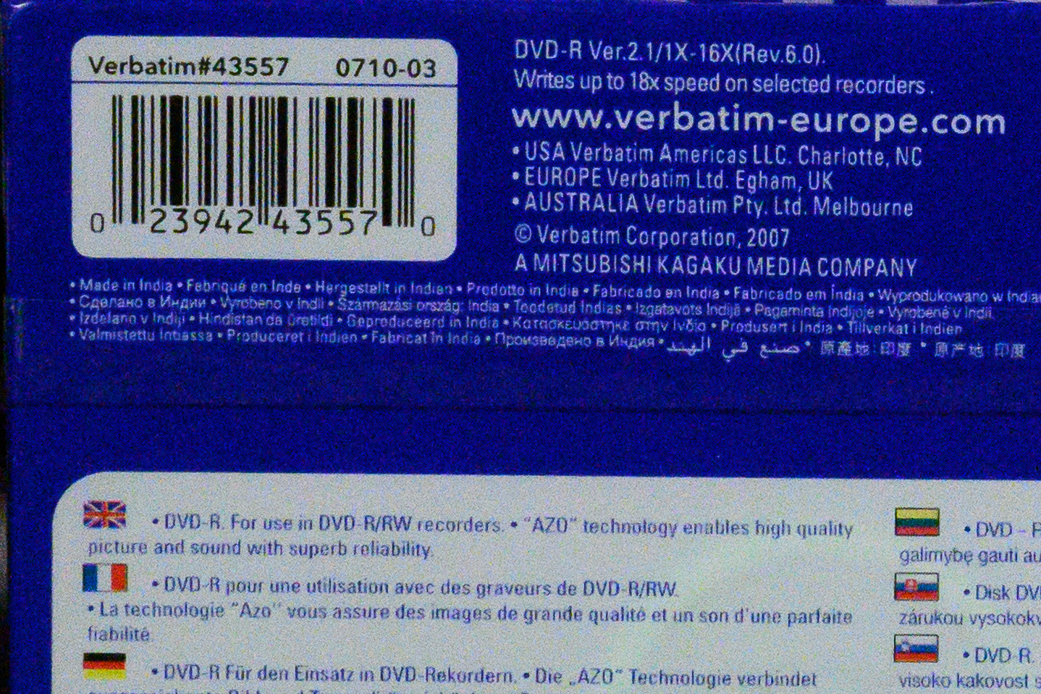 Verbatim#43557 0710-03
0 23942 43557 0
DVD-R Ver.2.1/1X-16X(Rev.6.0).
Writes up to 18x speed on selected recorders.
www.verbatim-europe.com
• USA Verbatim Americas LLC. Charlotte, NC
• EUROPE Verbatim Ltd. Egham, UK
• AUSTRALIA Verbatim Pty. Ltd. Melbourne
© Verbatim Corporation, 2007
A MITSUBISHI KAGAKU MEDIA COMPANY
• Made in India • Fabriqué en Inde • Hergestellt in Indien • Prodotto in India • Fabricado en India • Fabricado em Índia • Wyprodukowano w India
• Сделано в Индии • Vyrobeno v Indii • Származási ország: India • Toodetud Indias • Izgatavots Indijā • Pagaminta Indijoje • Vyrobené v Indii
• Izdelano v Indiji • Hindistan da üretildi • Geproduceerd in India • Κατασκευάστηκε στην Ινδία • Produsert i India • Tillverkat i Indien
• Valmistettu Intiassa • Produceret i Indien • Fabricat în India • Произведено в Индия • صنع في الهند • 原產地:印度 • 原产地:印度
• DVD-R. For use in DVD-R/RW recorders. • "AZO" technology enables high quality
picture and sound with superb reliability.
• DVD-R pour une utilisation avec des graveurs de DVD-R/RW.
• La technologie "Azo" vous assure des images de grande qualité et un son d'une parfaite
fiabilité.
• DVD-R Für den Einsatz in DVD-Rekordern. • Die „AZO" Technologie verbindet
• DVD – R
galimybę gauti au
• Disk DV
zárukou vysokokv
• DVD-R.
visoko kakovost s